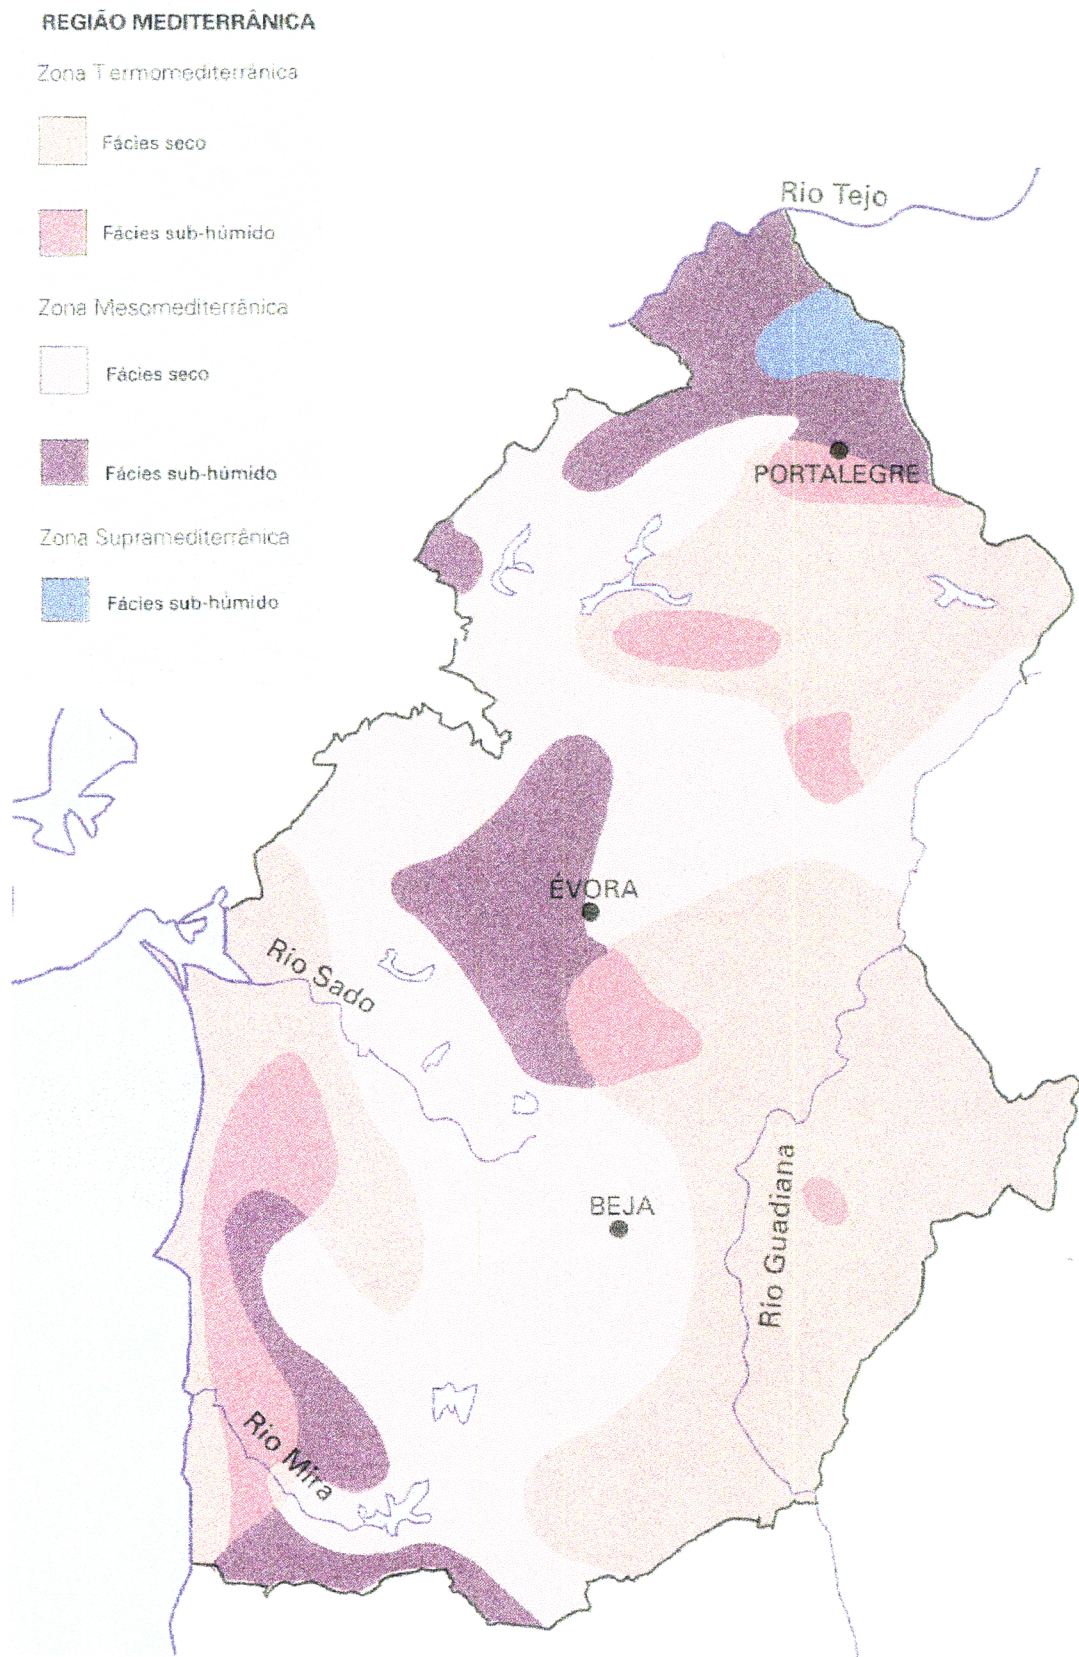 REGIÃO MEDITERRÂNICA
Zona Termomediterrânica
Fácies seco
Fácies sub-húmido
Zona Mesomediterrânica
Fácies seco
Fácies sub-húmido
Zona Supramediterrânica
Fácies sub-húmido
Rio Tejo
PORTALEGRE
ÉVORA
Rio Sado
BEJA
Rio Guadiana
Rio Mira